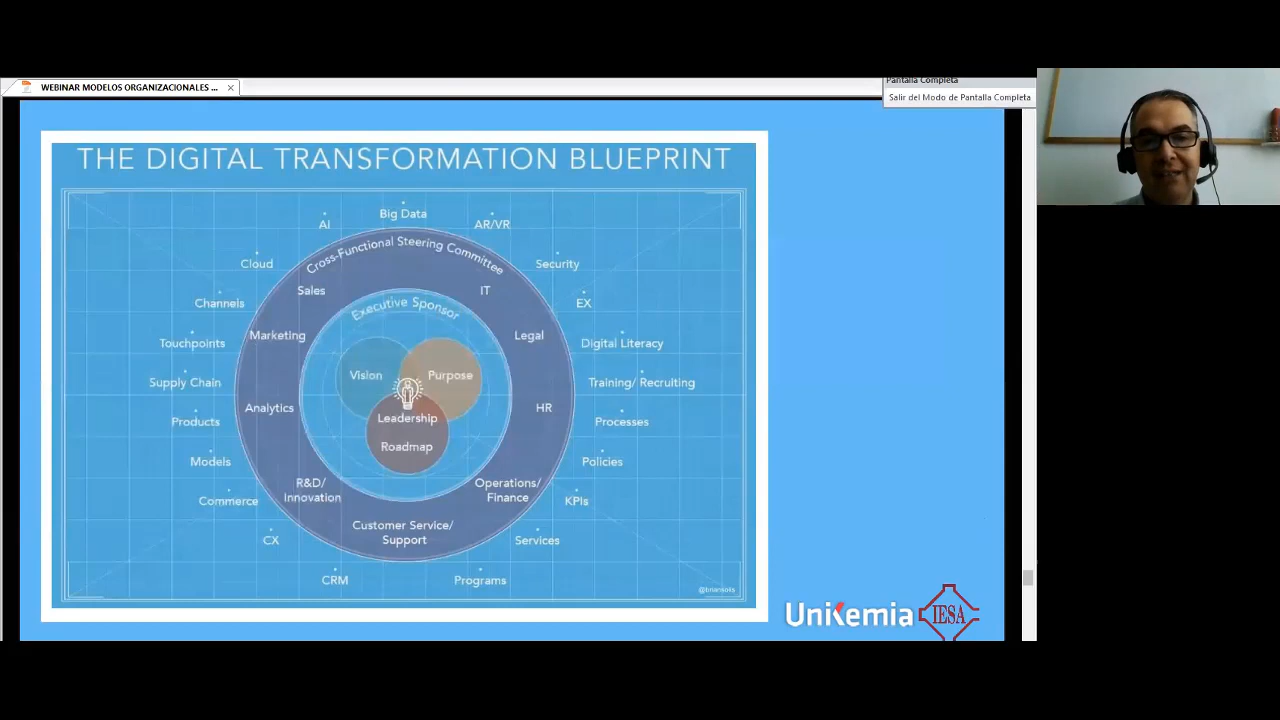 WEBINAR MODELOS ORGANIZACIONALES ...
Pantalla Completa
Salir del Modo de Pantalla Completa
THE DIGITAL TRANSFORMATION BLUEPRINT
Big Data
AI
AR/VR
Cross-Functional Steering Committee
Cloud
Security
Sales
IT
Channels
EX
Executive Sponsor
Marketing
Legal
Touchpoints
Digital Literacy
Vision
Purpose
Supply Chain
Training/ Recruiting
Analytics
HR
Leadership
Products
Processes
Roadmap
Models
Policies
R&D/
Innovation
Operations/
Finance
Commerce
KPIs
Customer Service/
Support
CX
Services
CRM
Programs
@briansolis
UniKemia
IESA